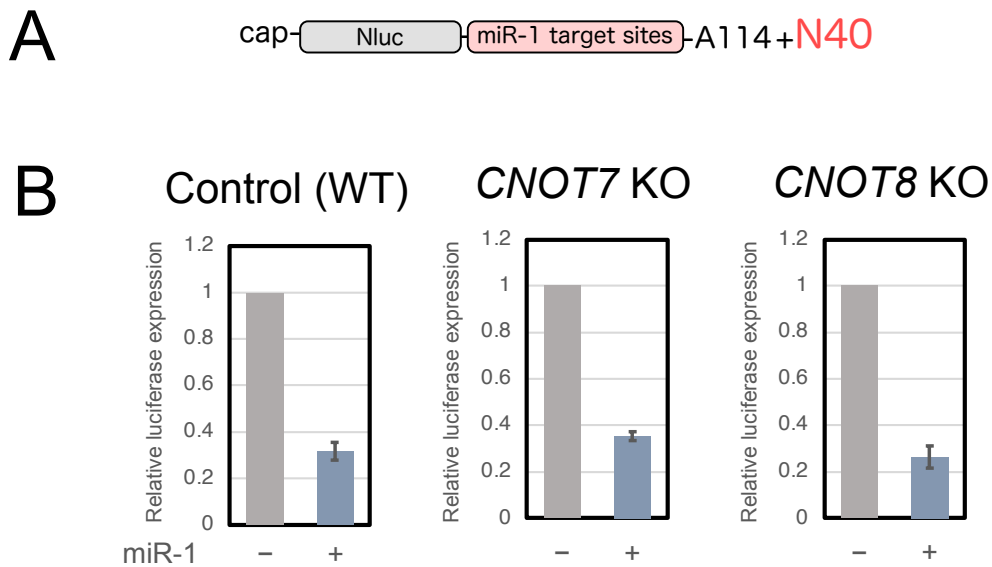 A
cap-
Nluc
miR-1 target sites
-A114+N40
B
Control (WT)
CNOT7 KO
CNOT8 KO
Relative luciferase expression
1.2
1
0.8
0.6
0.4
0.2
0
Relative luciferase expression
1.2
1
0.8
0.6
0.4
0.2
0
Relative luciferase expression
1.2
1
0.8
0.6
0.4
0.2
0
miR-1 − + − + − +